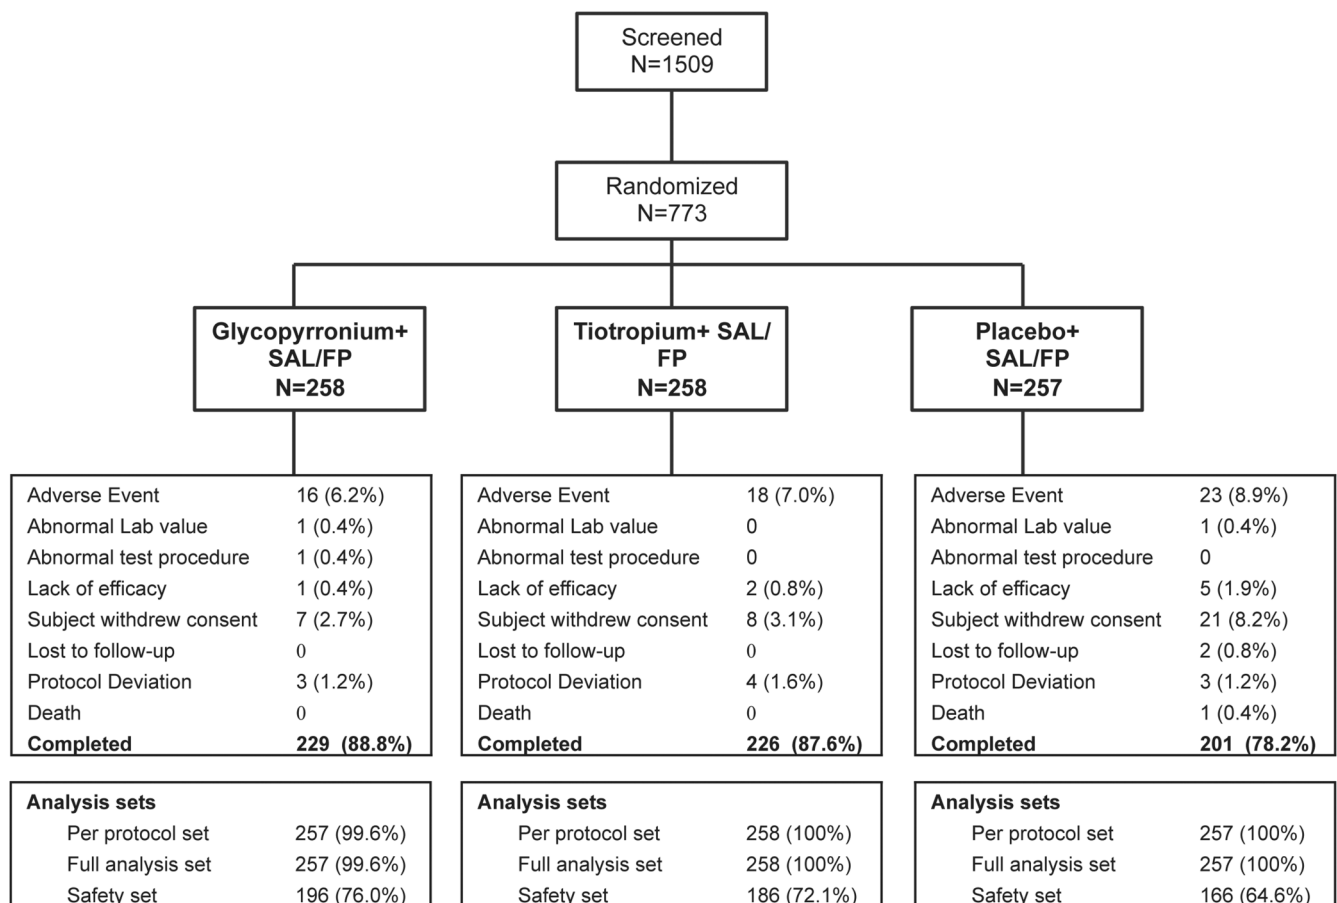 Screened
N=1509
Randomized
N=773
Glycopyrronium+
SAL/FP
N=258
Tiotropium+ SAL/
FP
N=258
Placebo+
SAL/FP
N=257
Adverse Event 16 (6.2%)
Abnormal Lab value 1 (0.4%)
Abnormal test procedure 1 (0.4%)
Lack of efficacy 1 (0.4%)
Subject withdrew consent 7 (2.7%)
Lost to follow-up 0
Protocol Deviation 3 (1.2%)
Death 0
Completed 229 (88.8%)
Adverse Event 18 (7.0%)
Abnormal Lab value 0
Abnormal test procedure 0
Lack of efficacy 2 (0.8%)
Subject withdrew consent 8 (3.1%)
Lost to follow-up 0
Protocol Deviation 4 (1.6%)
Death 0
Completed 226 (87.6%)
Adverse Event 23 (8.9%)
Abnormal Lab value 1 (0.4%)
Abnormal test procedure 0
Lack of efficacy 5 (1.9%)
Subject withdrew consent 21 (8.2%)
Lost to follow-up 2 (0.8%)
Protocol Deviation 3 (1.2%)
Death 1 (0.4%)
Completed 201 (78.2%)
Analysis sets
Per protocol set 257 (99.6%)
Full analysis set 257 (99.6%)
Safety set 196 (76.0%)
Analysis sets
Per protocol set 258 (100%)
Full analysis set 258 (100%)
Safety set 186 (72.1%)
Analysis sets
Per protocol set 257 (100%)
Full analysis set 257 (100%)
Safety set 166 (64.6%)